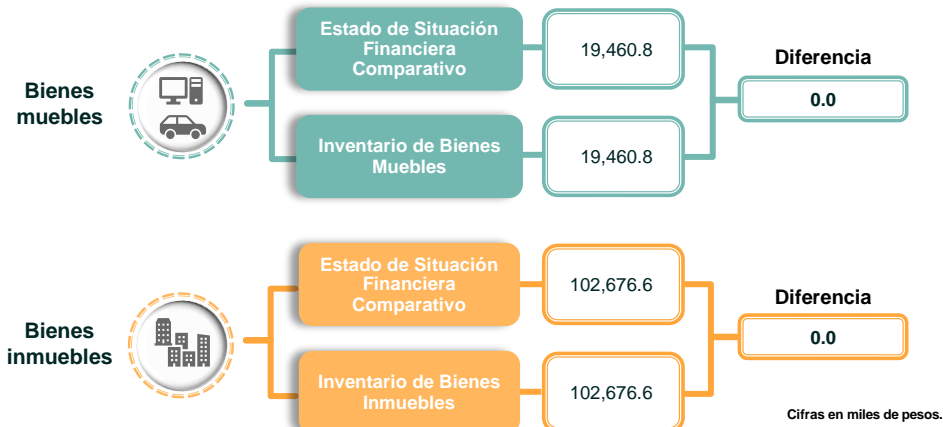 Bienes
muebles
Estado de Situación
Financiera
Comparativo
19,460.8
Inventario de Bienes
Muebles
19,460.8
Diferencia
0.0
Bienes
inmuebles
Estado de Situación
Financiera
Comparativo
102,676.6
Inventario de Bienes
Inmuebles
102,676.6
Diferencia
0.0
Cifras en miles de pesos.